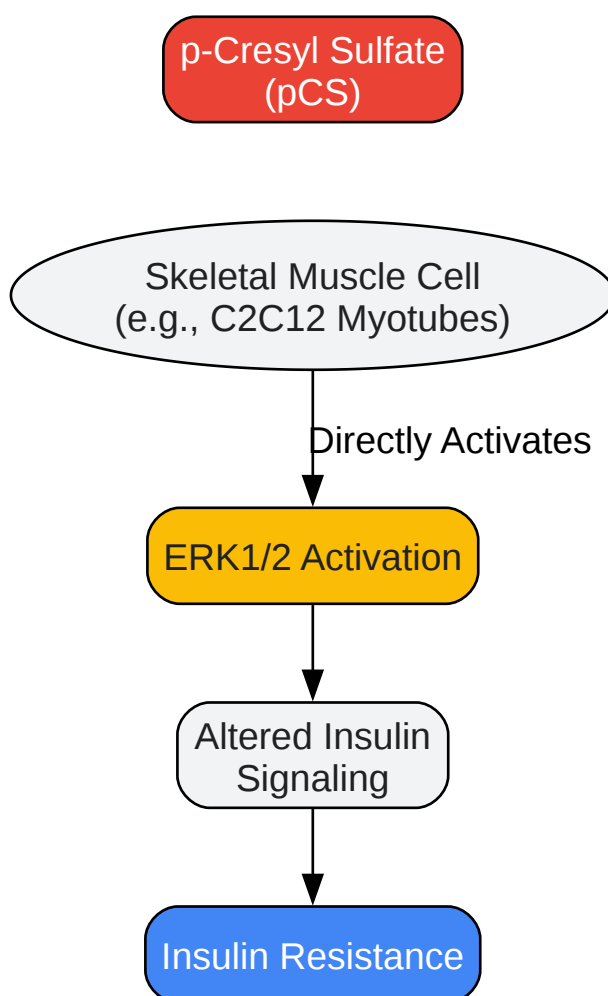 p-Cresyl Sulfate
(pCS)
Skeletal Muscle Cell
(e.g., C2C12 Myotubes)
Directly Activates
ERK1/2 Activation
Altered Insulin
Signaling
Insulin Resistance